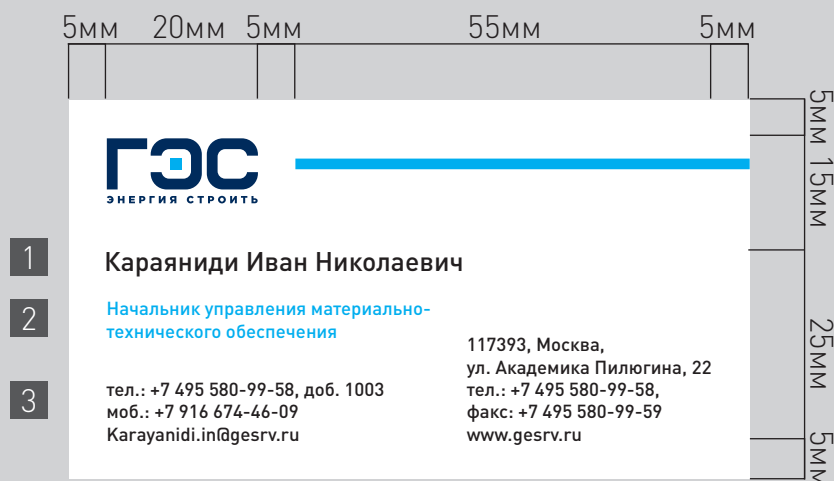 5мм 20мм 5мм 55мм 5мм
5мм
15мм
25мм
5мм
ГЭС
ЭНЕРГИЯ СТРОИТЬ
1
Караяниди Иван Николаевич
2
Начальник управления материально-
технического обеспечения
3
тел.: +7 495 580-99-58, доб. 1003
моб.: +7 916 674-46-09
Karayanidi.in@gesrv.ru
117393, Москва,
ул. Академика Пилюгина, 22
тел.: +7 495 580-99-58,
факс: +7 495 580-99-59
www.gesrv.ru